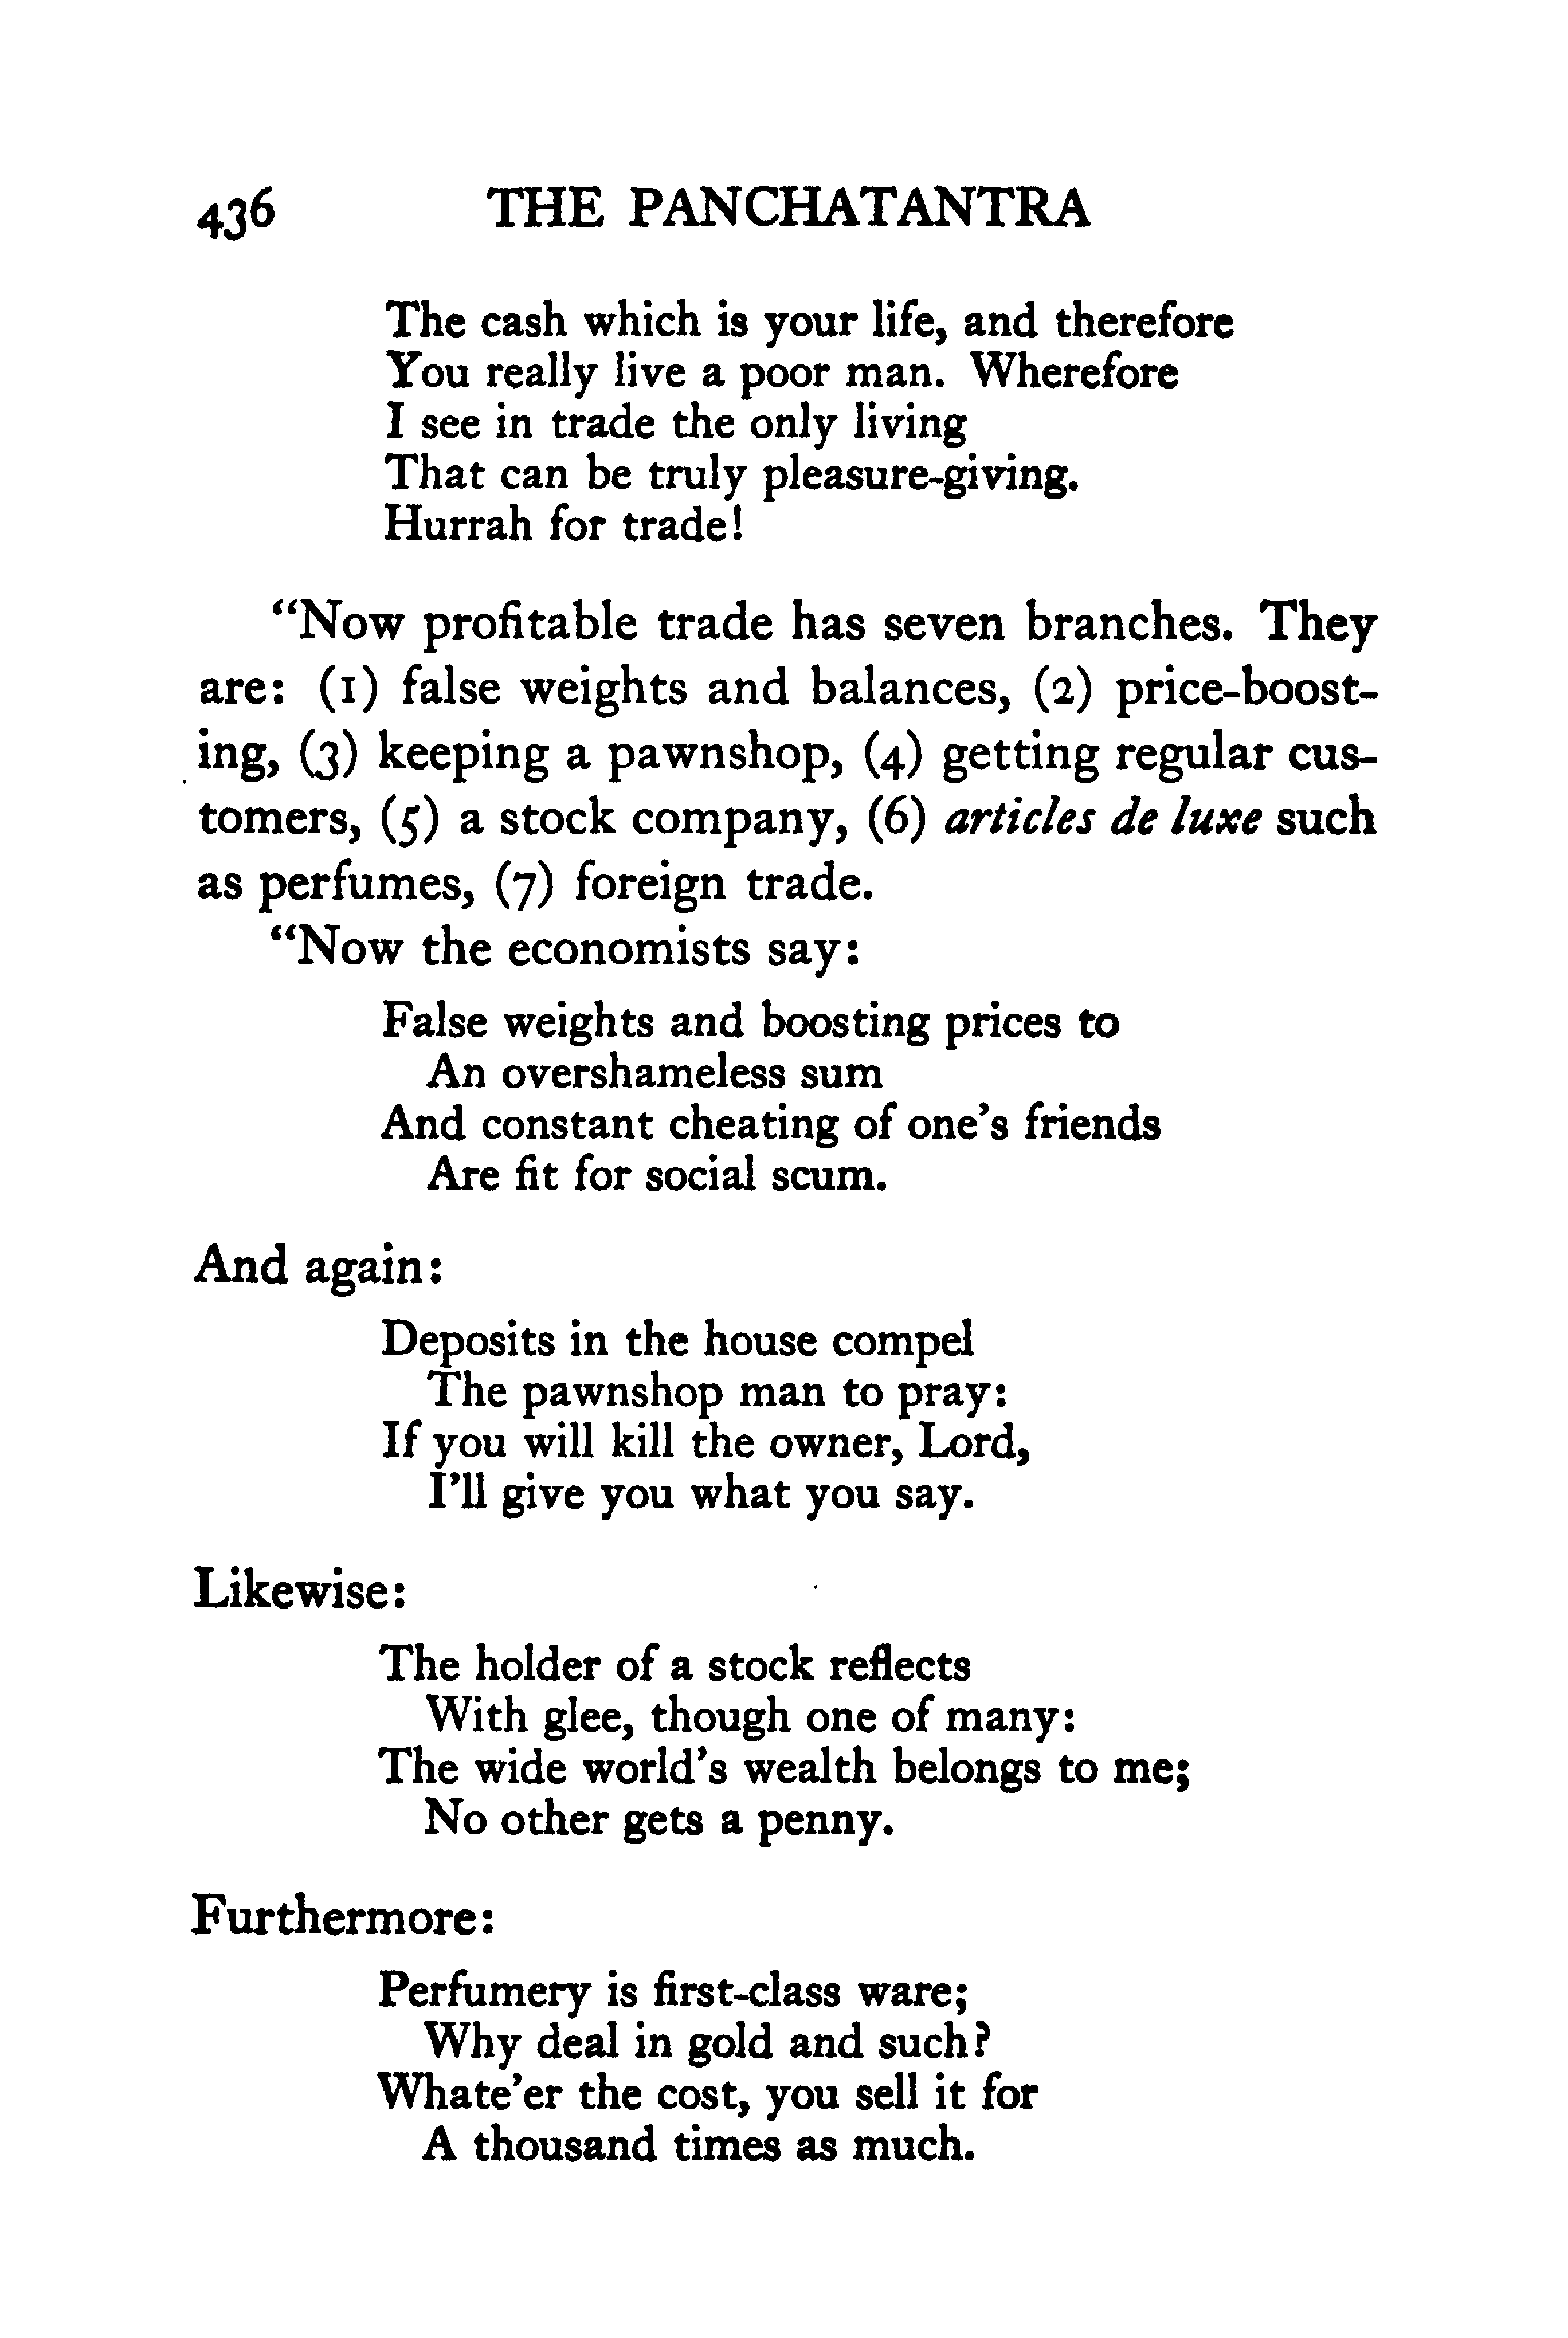 436 THE PANCHATANTRA
The cash which is your life, and therefore
You really live a poor man. Wherefore
I see in trade the only living
That can be truly pleasure-giving.
Hurrah for trade!
“Now profitable trade has seven branches. They
are: (1) false weights and balances, (2) price-boost-
ing, (3) keeping a pawnshop, (4) getting regular cus-
tomers, (5) a stock company, (6) articles de luxe such
as perfumes, (7) foreign trade.
“Now the economists say:
False weights and boosting prices to
An overshameless sum
And constant cheating of one’s friends
Are fit for social scum.
And again:
Deposits in the house compel
The pawnshop man to pray:
If you will kill the owner, Lord,
I’ll give you what you say.
Likewise:
The holder of a stock reflects
With glee, though one of many:
The wide world’s wealth belongs to me;
No other gets a penny.
Furthermore:
Perfumery is first-class ware;
Why deal in gold and such?
Whate’er the cost, you sell it for
A thousand times as much.